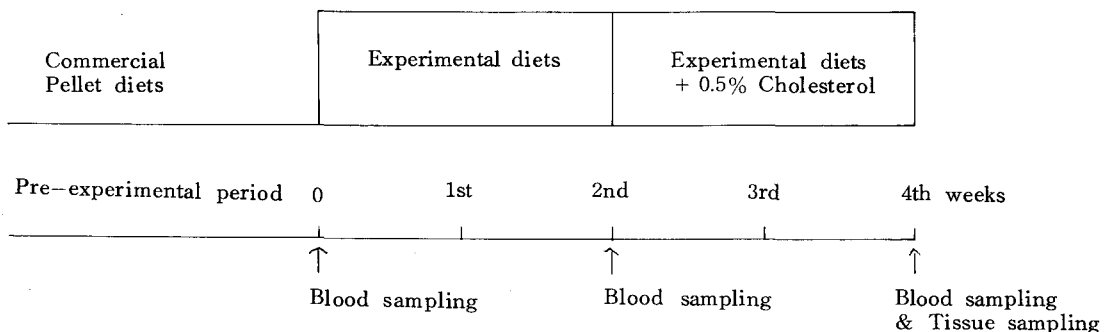 Commercial
Pellet diets
Experimental diets
Experimental diets
+ 0.5% Cholesterol
Pre-experimental period 0 1st 2nd 3rd 4th weeks
Blood sampling Blood sampling Blood sampling
& Tissue sampling